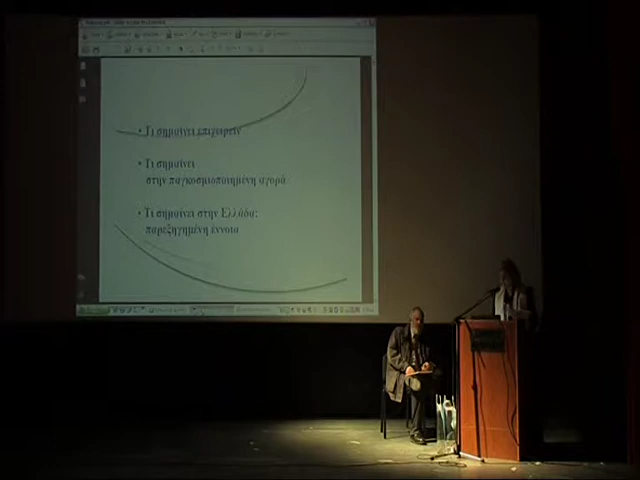 • Τι σημαίνει επιχειρείν
• Τι σημαίνει
στην παγκοσμιοποιημένη αγορά
• Τι σημαίνει στην Ελλάδα:
παρεξηγημένη έννοια